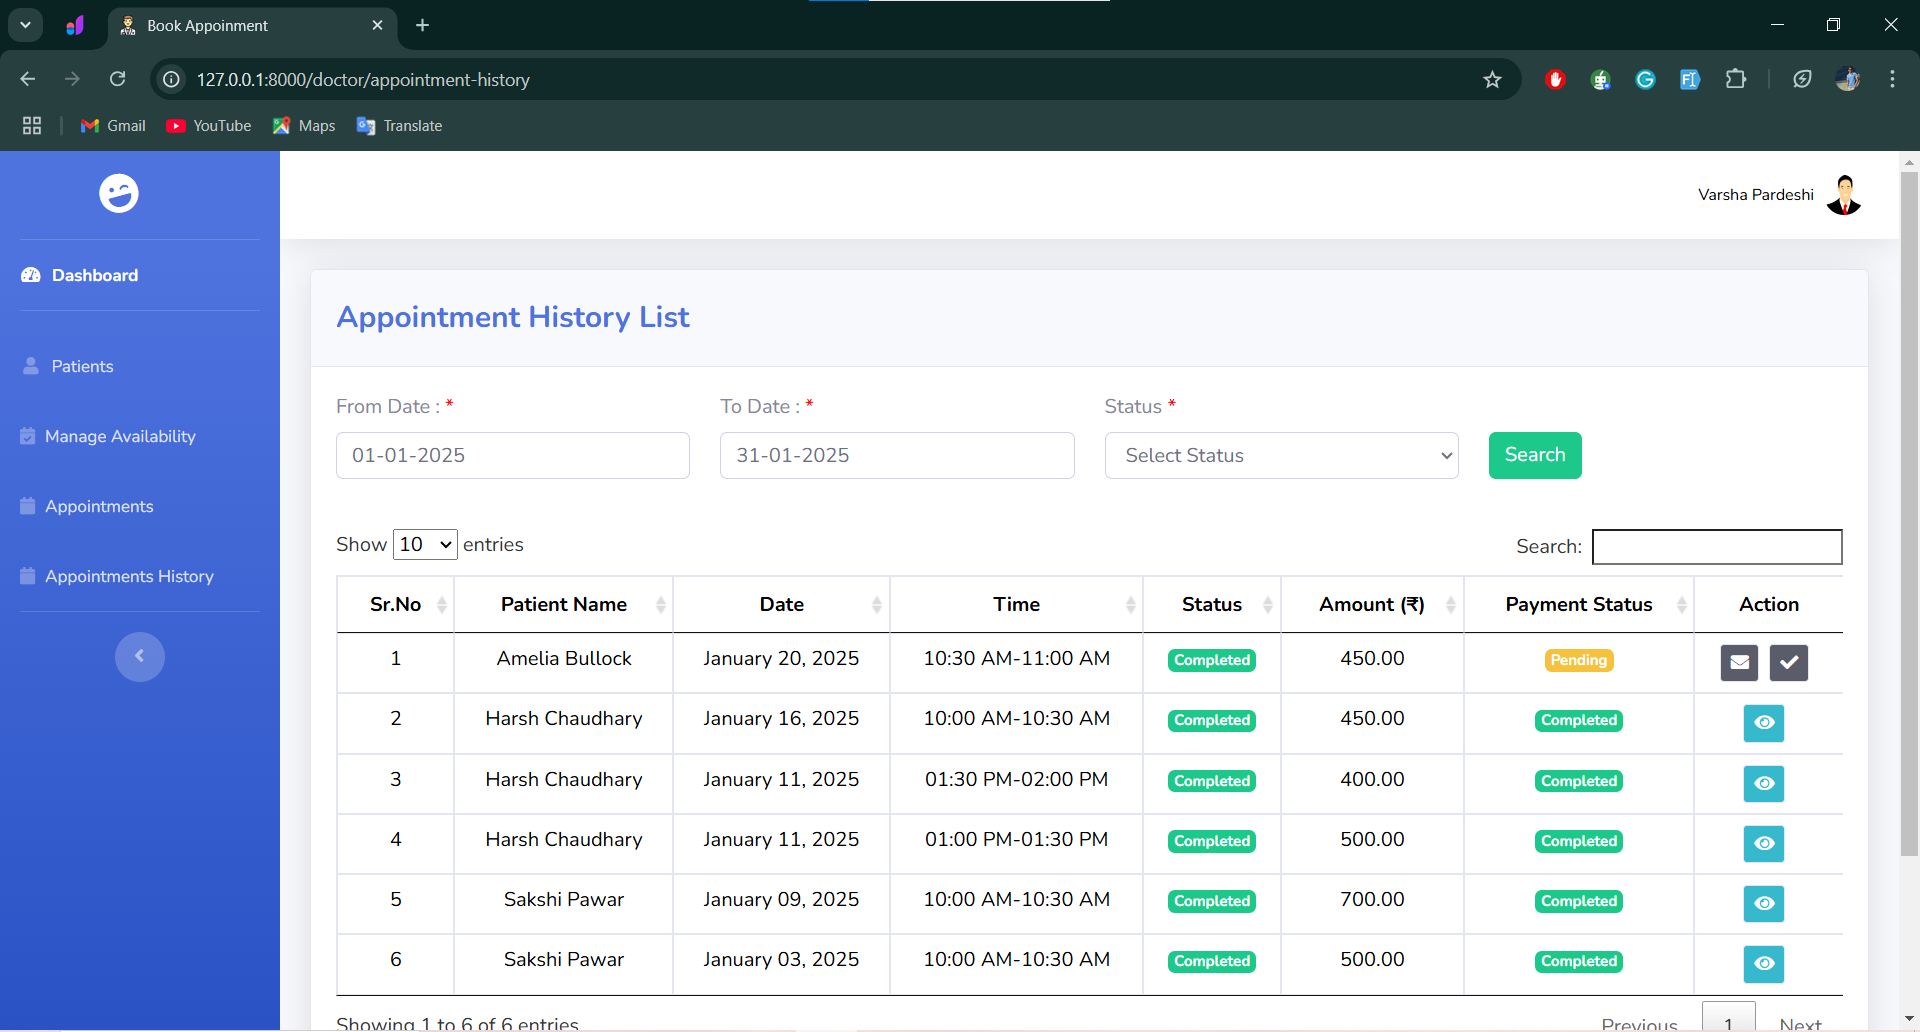 Book Appoinment
127.0.0.1:8000/doctor/appointment-history
Gmail YouTube Maps Translate
Varsha Pardeshi
Dashboard
Patients
Manage Availability
Appointments
Appointments History
Appointment History List
From Date : * To Date : * Status *
01-01-2025 31-01-2025 Select Status Search
Show 10 entries Search:
Sr.No Patient Name Date Time Status Amount (₹) Payment Status Action
1 Amelia Bullock January 20, 2025 10:30 AM-11:00 AM Completed 450.00 Pending
2 Harsh Chaudhary January 16, 2025 10:00 AM-10:30 AM Completed 450.00 Completed
3 Harsh Chaudhary January 11, 2025 01:30 PM-02:00 PM Completed 400.00 Completed
4 Harsh Chaudhary January 11, 2025 01:00 PM-01:30 PM Completed 500.00 Completed
5 Sakshi Pawar January 09, 2025 10:00 AM-10:30 AM Completed 700.00 Completed
6 Sakshi Pawar January 03, 2025 10:00 AM-10:30 AM Completed 500.00 Completed
Showing 1 to 6 of 6 entries Previous 1 Next